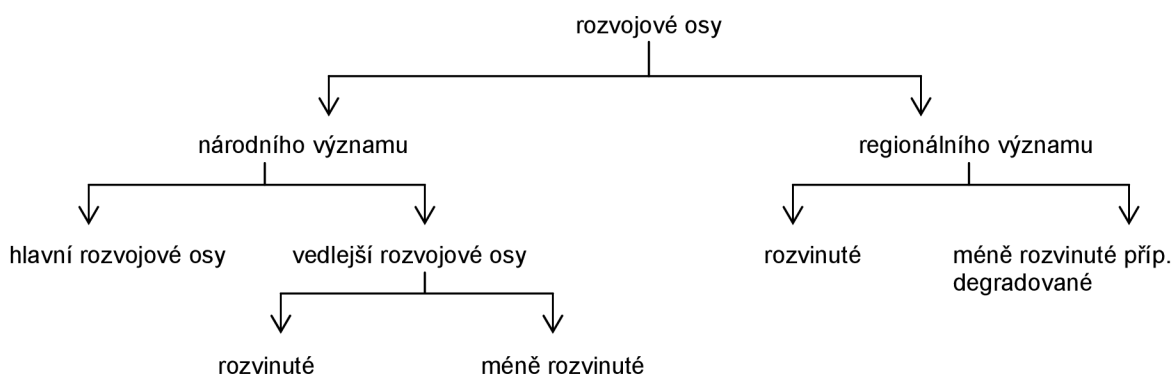 rozvojové osy
národního významu
regionálního významu
hlavní rozvojové osy
vedlejší rozvojové osy
rozvinuté
méně rozvinuté příp.
degradované
rozvinuté
méně rozvinuté